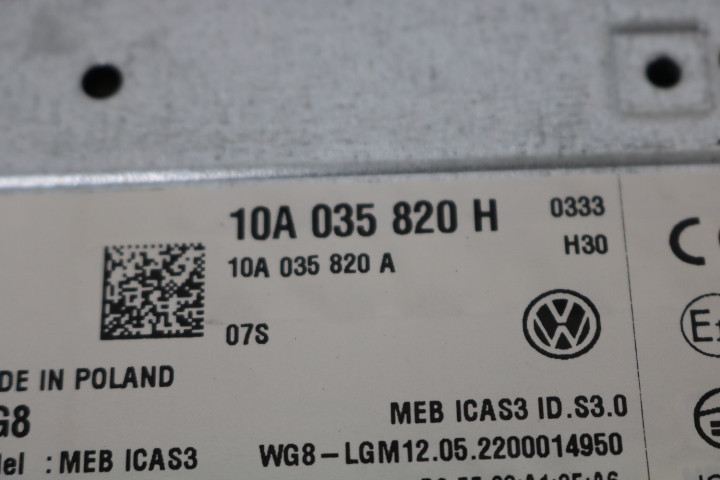 10A 035 820 H 0333
10A 035 820 A H30
07S
DE IN POLAND
G8
MEB ICAS3 ID.S3.0
del : MEB ICAS3 WG8-LGM12.05.2200014950